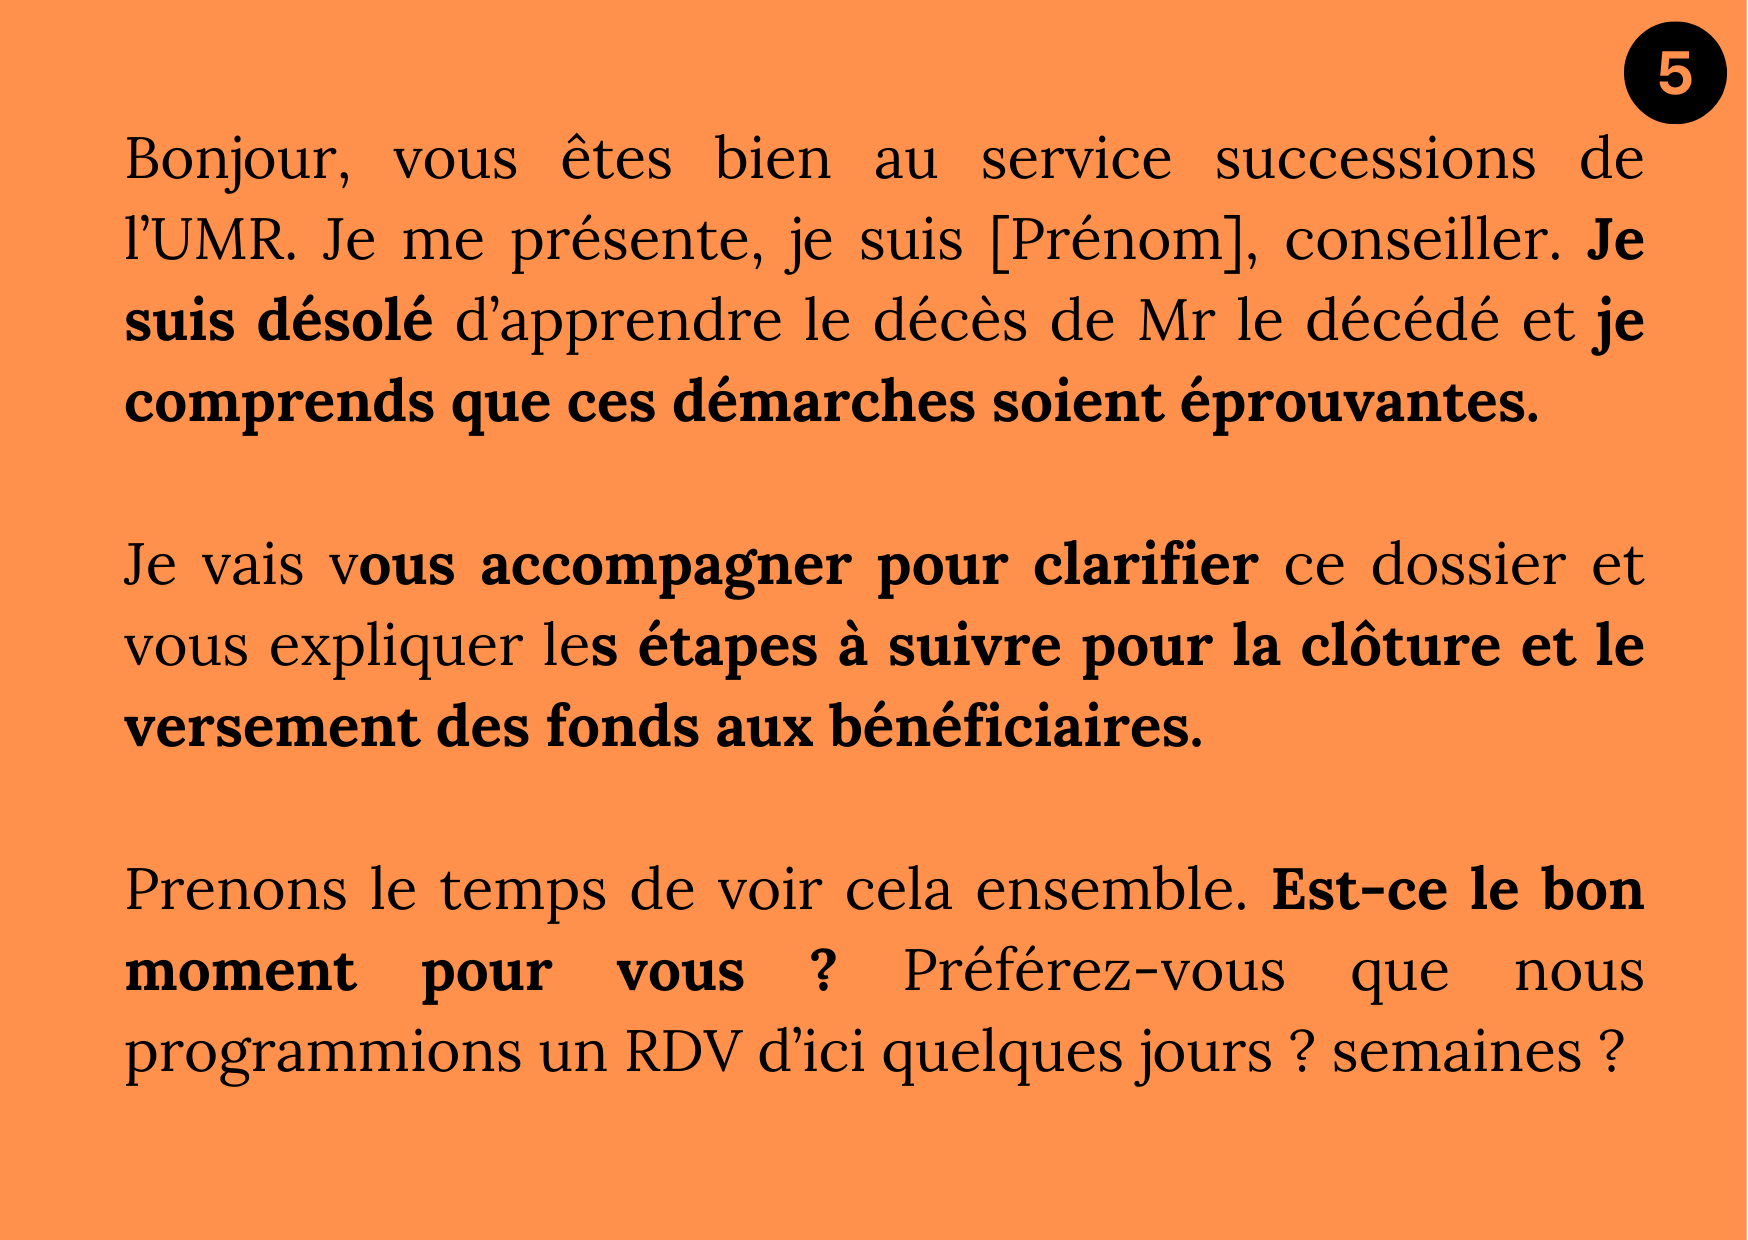 5
Bonjour, vous êtes bien au service successions de
l’UMR. Je me présente, je suis [Prénom], conseiller. Je
suis désolé d’apprendre le décès de Mr le décédé et je
comprends que ces démarches soient éprouvantes.
Je vais vous accompagner pour clarifier ce dossier et
vous expliquer les étapes à suivre pour la clôture et le
versement des fonds aux bénéficiaires.
Prenons le temps de voir cela ensemble. Est-ce le bon
moment pour vous ? Préférez-vous que nous
programmions un RDV d’ici quelques jours ? semaines ?